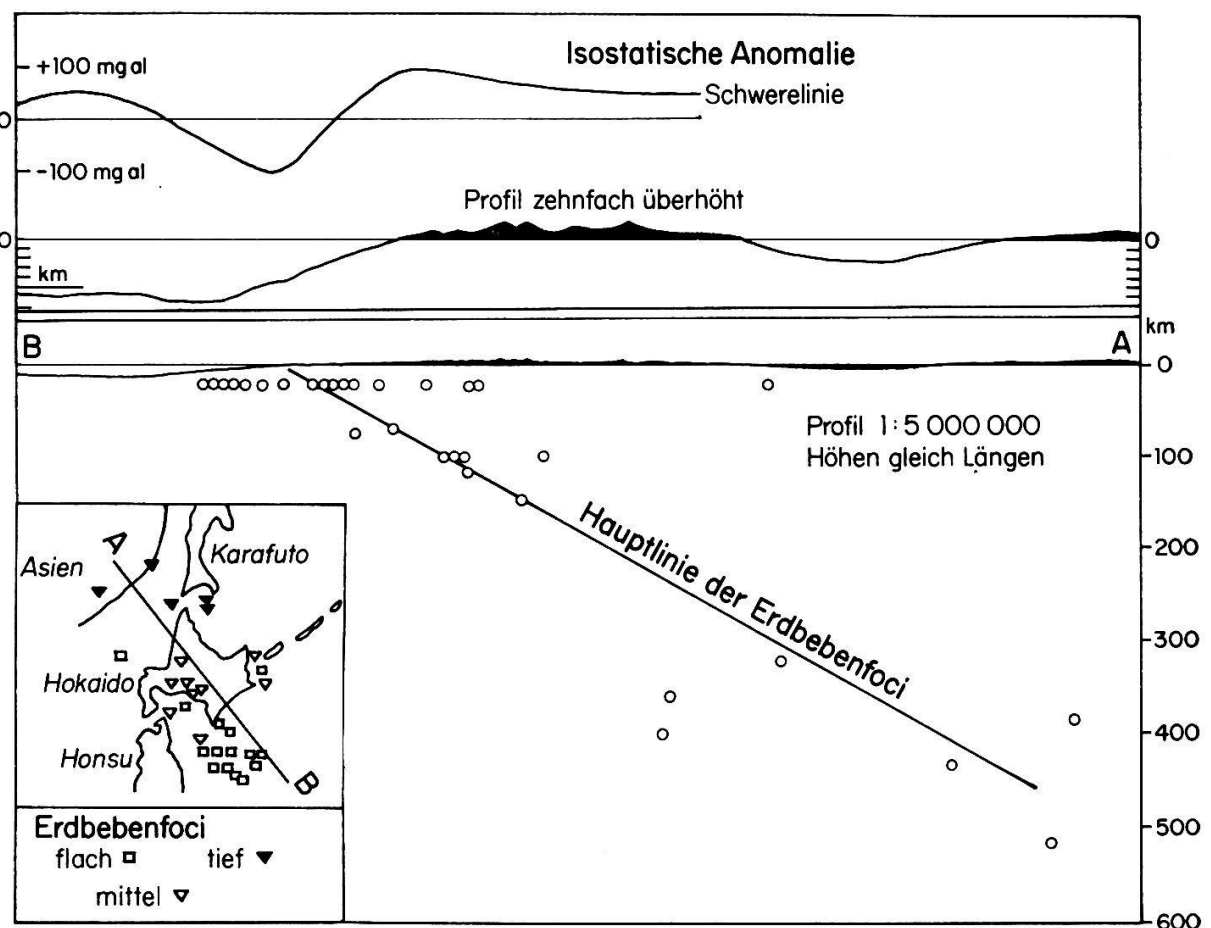 Isostatische Anomalie
+100 mgal
Schwerelinie
0
-100 mgal
Profil zehnfach überhöht
0
0
km
km
B
A
0
Profil 1:5 000 000
Höhen gleich Längen
100
200
300
400
500
600
Hauptlinie der Erdbebenfoci
A
Karafuto
Asien
Hokaido
Honsu
B
Erdbebenfoci
flach
tief
mittel